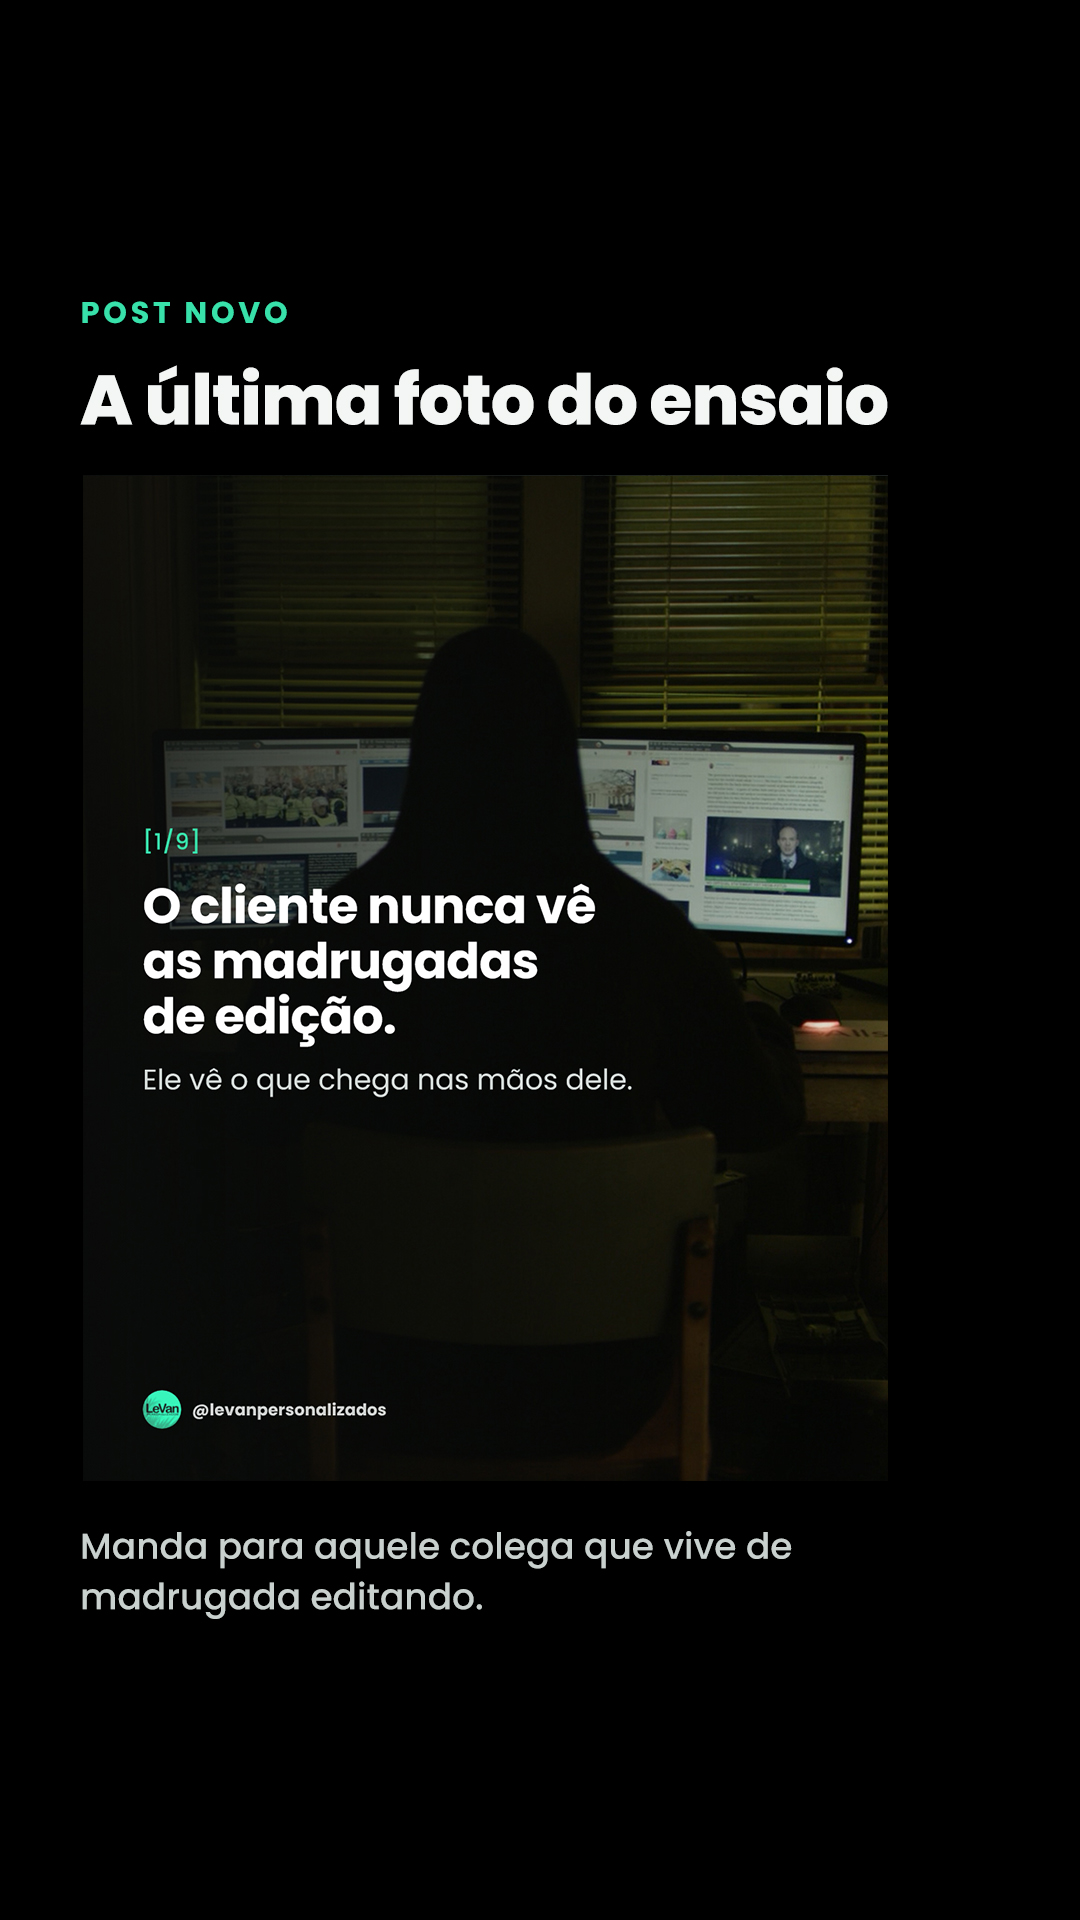 POST NOVO
A última foto do ensaio
[1/9]
O cliente nunca vê
as madrugadas
de edição.
Ele vê o que chega nas mãos dele.
LeVan
@levanpersonalizados
Manda para aquele colega que vive de
madrugada editando.